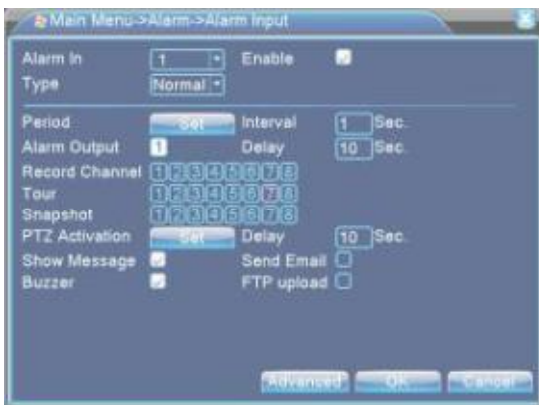 Main Menu->Alarm->Alarm Input
Alarm In 1 Enable
Type Normal
Period Set Interval 1 Sec.
Alarm Output 1 Delay 10 Sec.
Record Channel 1 2 3 4 5 6 7 8
Tour 1 2 3 4 5 6 7 8
Snapshot 1 2 3 4 5 6 7 8
PTZ Activation Set Delay 10 Sec.
Show Message Send Email
Buzzer FTP upload
Advanced OK Cancel